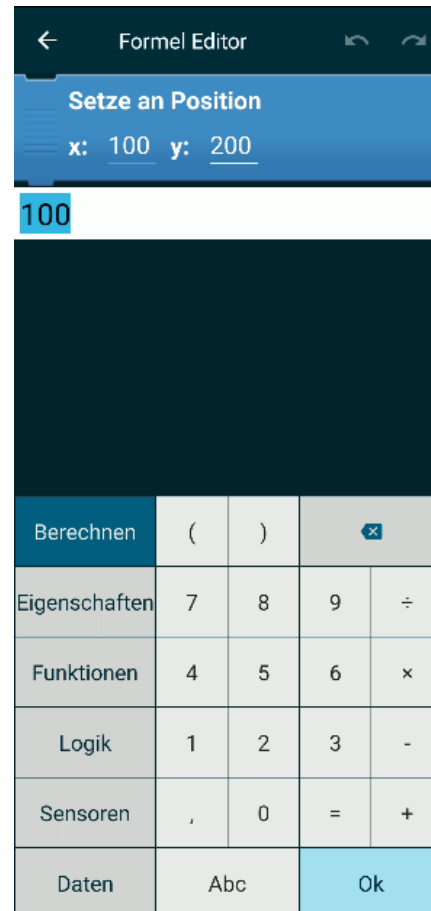 Formel Editor
Setze an Position
x: 100 y: 200
100
Berechnen ( )
Eigenschaften 7 8 9 ÷
Funktionen 4 5 6 ×
Logik 1 2 3 -
Sensoren , 0 = +
Daten Abc Ok